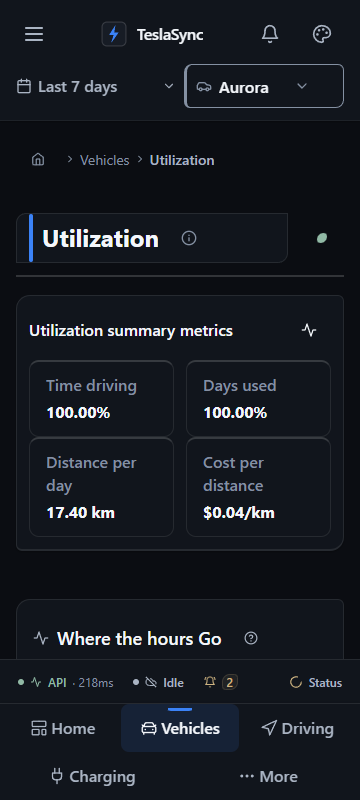 TeslaSync
Last 7 days
Aurora
Vehicles
Utilization
Utilization
Utilization summary metrics
Time driving
100.00%
Days used
100.00%
Distance per
day
17.40 km
Cost per
distance
$0.04/km
Where the hours Go
API · 218ms
Idle
2
Status
Home
Vehicles
Driving
Charging
More